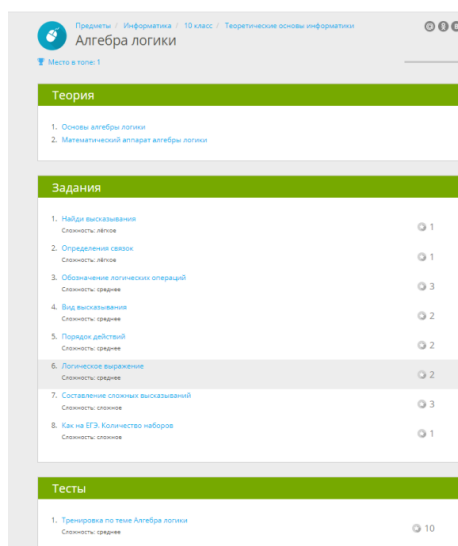 Предметы / Информатика / 10 класс / Теоретические основы информатики
Алгебра логики
Место в топе: 1
Теория
1. Основы алгебры логики
2. Математический аппарат алгебры логики
Задания
1. Найди высказывания
Сложность: лёгкое
1
2. Определения связок
Сложность: лёгкое
1
3. Обозначение логических операций
Сложность: среднее
3
4. Вид высказывания
Сложность: среднее
2
5. Порядок действий
Сложность: среднее
2
6. Логическое выражение
Сложность: среднее
2
7. Составление сложных высказываний
Сложность: сложное
3
8. Как на ЕГЭ. Количество наборов
Сложность: сложное
1
Тесты
1. Тренировка по теме Алгебра логики
Сложность: среднее
10